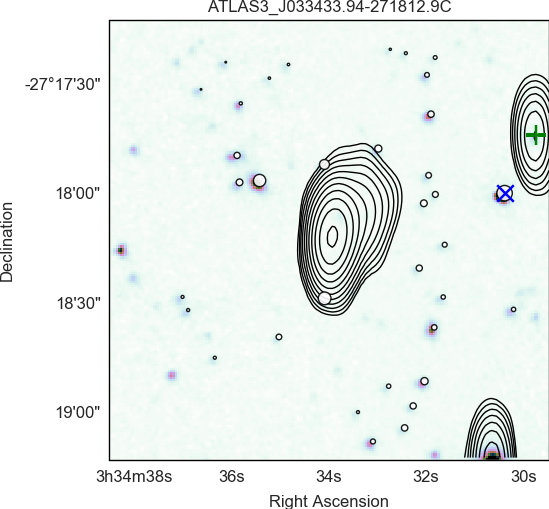 ATLAS3_J033433.94-271812.9C
-27°17'30"
18'00"
18'30"
19'00"
Declination
3h34m38s 36s 34s 32s 30s
Right Ascension